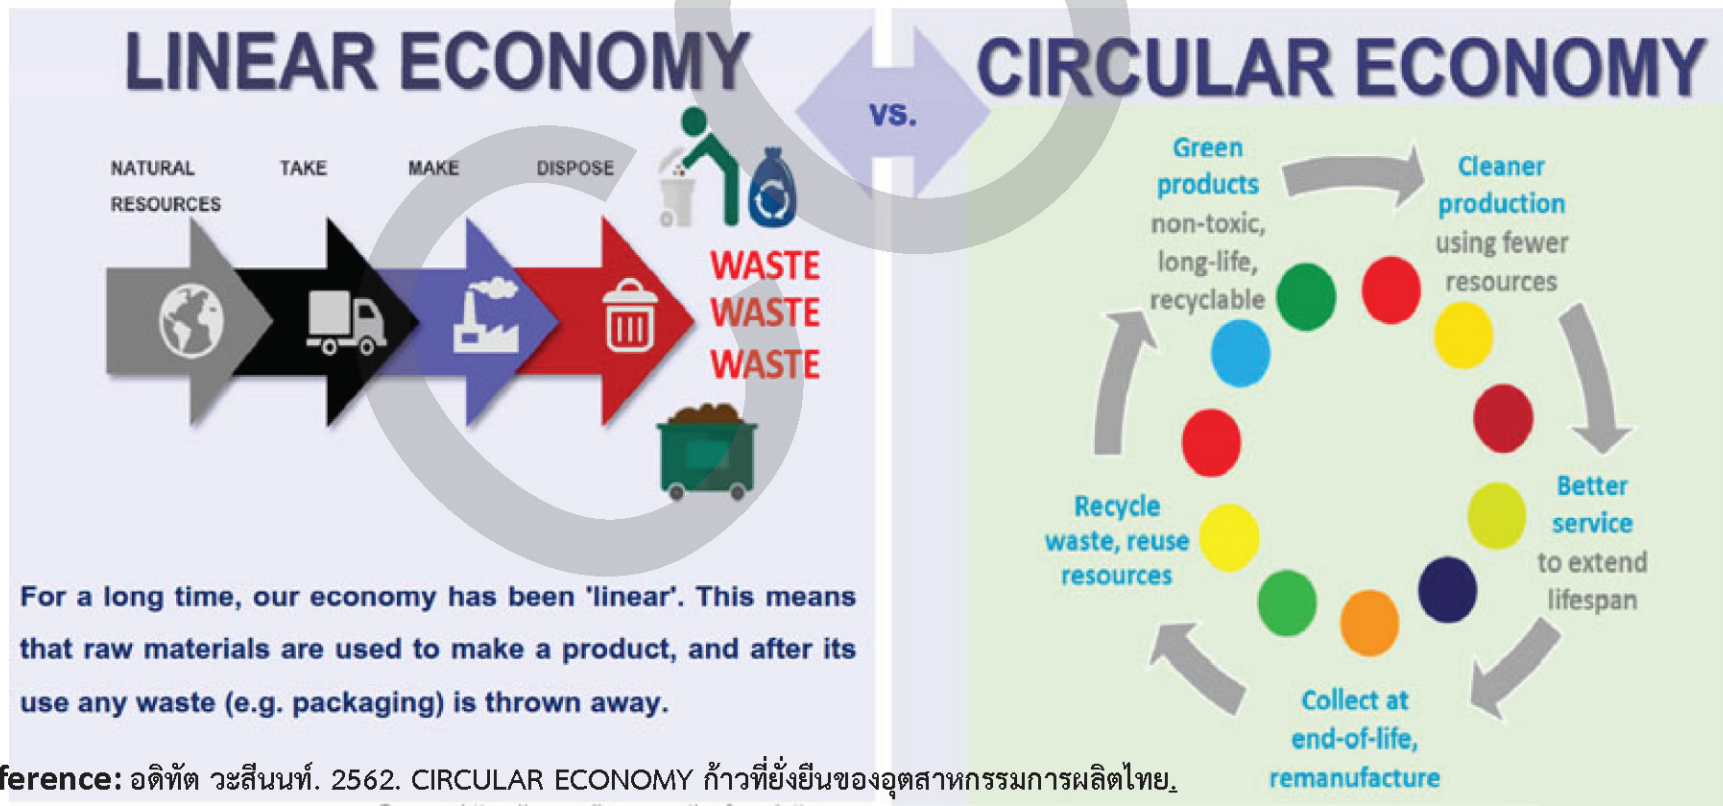 LINEAR ECONOMY
NATURAL
RESOURCES
TAKE
MAKE
DISPOSE
WASTE
WASTE
WASTE
For a long time, our economy has been 'linear'. This means
that raw materials are used to make a product, and after its
use any waste (e.g. packaging) is thrown away.
vs.
CIRCULAR ECONOMY
Green
products
non-toxic,
long-life,
recyclable
Cleaner
production
using fewer
resources
Better
service
to extend
lifespan
Collect at
end-of-life,
remanufacture
Recycle
waste, reuse
resources
ference: อดิทัต วะสีนนท์. 2562. CIRCULAR ECONOMY ก้าวที่ยั่งยืนของอุตสาหกรรมการผลิตไทย.